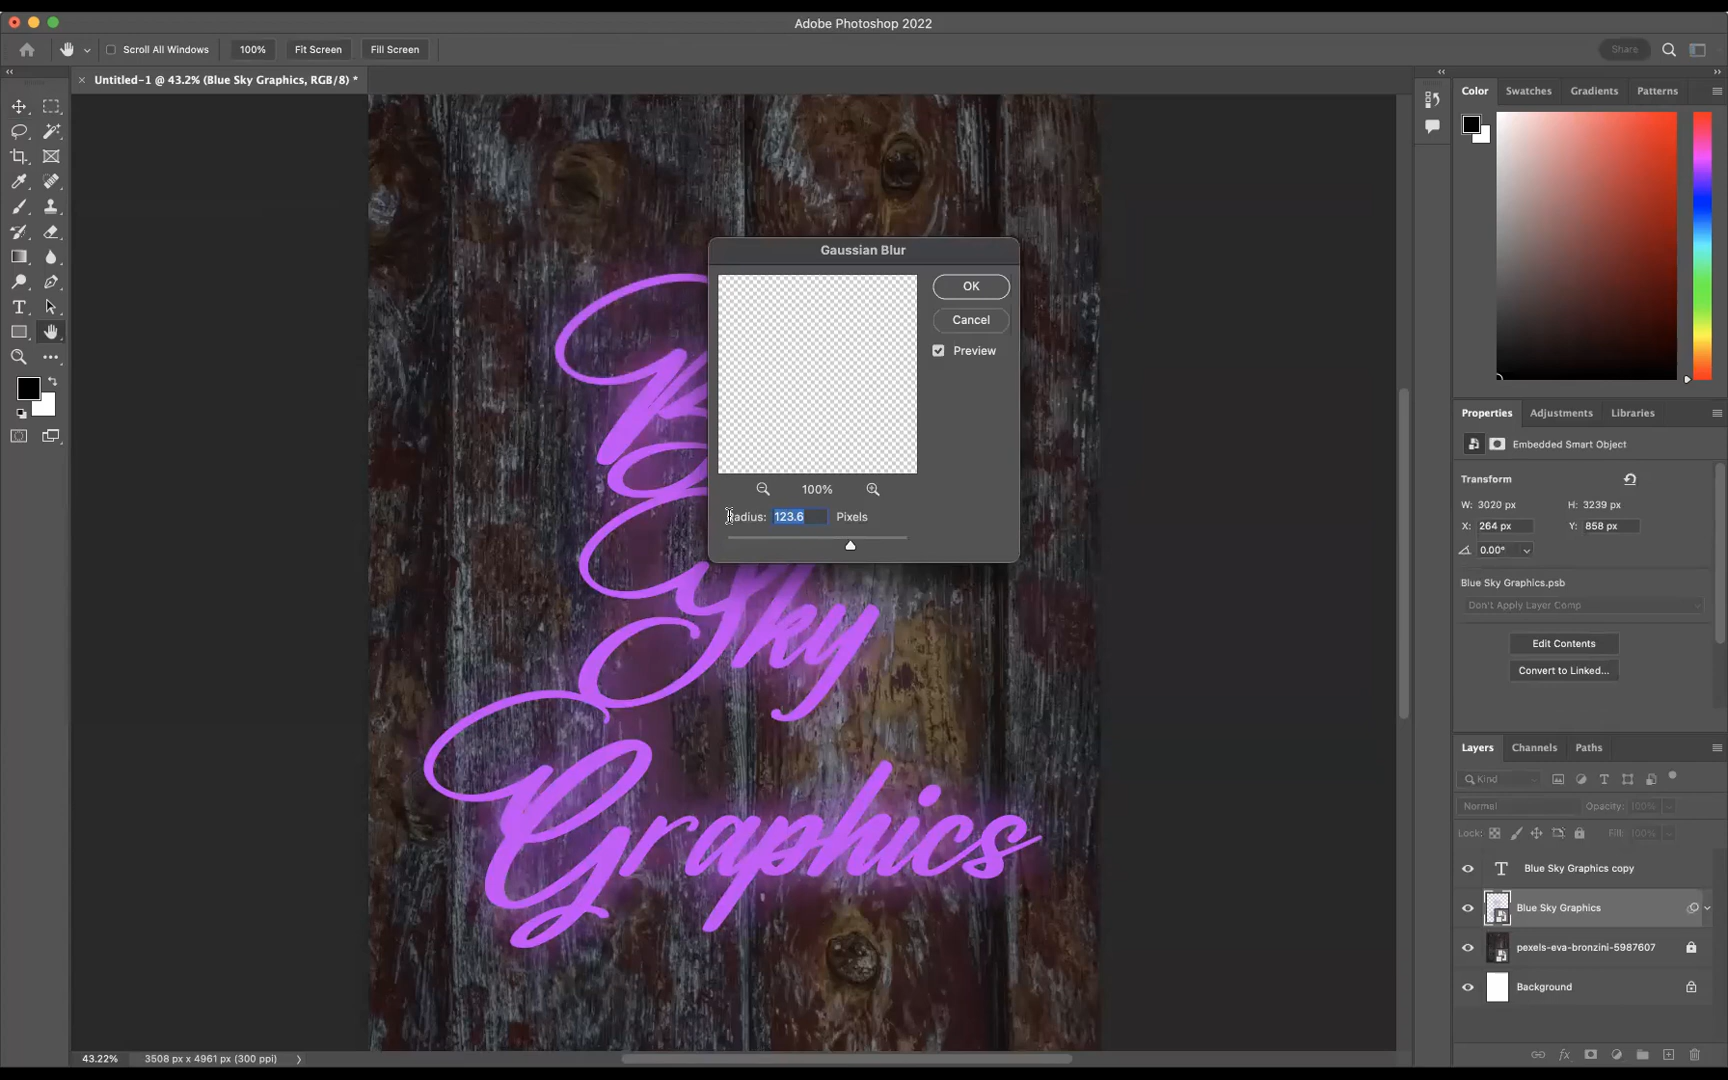 Adobe Photoshop 2022
Scroll All Windows 100% Fit Screen Fill Screen Share
Untitled-1 @ 43.2% (Blue Sky Graphics, RGB/8) *
Color Swatches Gradients Patterns
Gaussian Blur
OK
Cancel
Preview
100%
Radius: 123.6 Pixels
Sky
Graphics
Properties Adjustments Libraries
Embedded Smart Object
Transform
W: 3020 px H: 3239 px
X: 264 px Y: 858 px
0.00°
Blue Sky Graphics.psb
Don't Apply Layer Comp
Edit Contents
Convert to Linked...
Layers Channels Paths
Kind
Normal Opacity: 100%
Lock: Fill: 100%
Blue Sky Graphics copy
Blue Sky Graphics
pexels-eva-bronzini-5987607
Background
43.22% 3508 px x 4961 px (300 ppi)